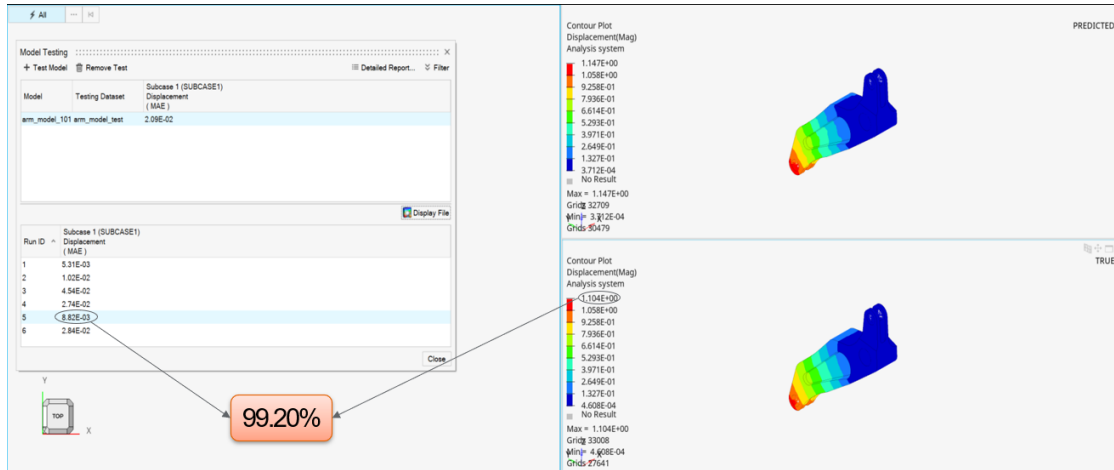 All
Model Testing
+ Test Model Remove Test Detailed Report... Filter
Model Testing Dataset Subcase 1 (SUBCASE1)
Displacement
( MAE )
arm_model_101 arm_model_test 2.09E-02
Display File
Run ID Subcase 1 (SUBCASE1)
Displacement
( MAE )
1 5.31E-03
2 1.02E-02
3 4.54E-02
4 2.74E-02
5 8.82E-03
6 2.84E-02
Close
Y
TOP
X
99.20%
Contour Plot
Displacement(Mag)
Analysis system
PREDICTED
1.147E+00
1.058E+00
9.258E-01
7.936E-01
6.614E-01
5.293E-01
3.971E-01
2.649E-01
1.327E-01
3.712E-04
No Result
Max = 1.147E+00
Grids 32709
Min = 3.712E-04
Grids 30479
Contour Plot
Displacement(Mag)
Analysis system
TRUE
1.104E+00
1.058E+00
9.258E-01
7.936E-01
6.614E-01
5.293E-01
3.971E-01
2.649E-01
1.327E-01
4.608E-04
No Result
Max = 1.104E+00
Grids 33008
Min = 4.608E-04
Grids 27641